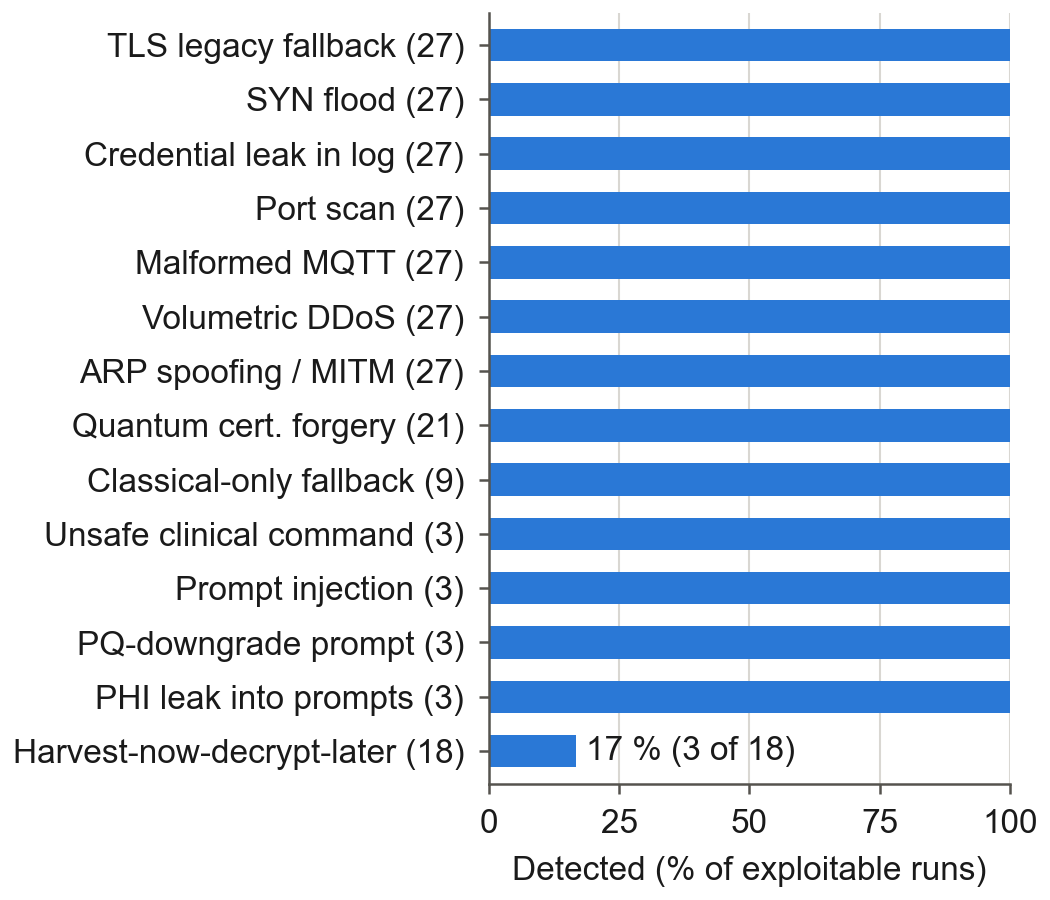 TLS legacy fallback (27)
SYN flood (27)
Credential leak in log (27)
Port scan (27)
Malformed MQTT (27)
Volumetric DDoS (27)
ARP spoofing / MITM (27)
Quantum cert. forgery (21)
Classical-only fallback (9)
Unsafe clinical command (3)
Prompt injection (3)
PQ-downgrade prompt (3)
PHI leak into prompts (3)
Harvest-now-decrypt-later (18)
17 % (3 of 18)
0 25 50 75 100
Detected (% of exploitable runs)